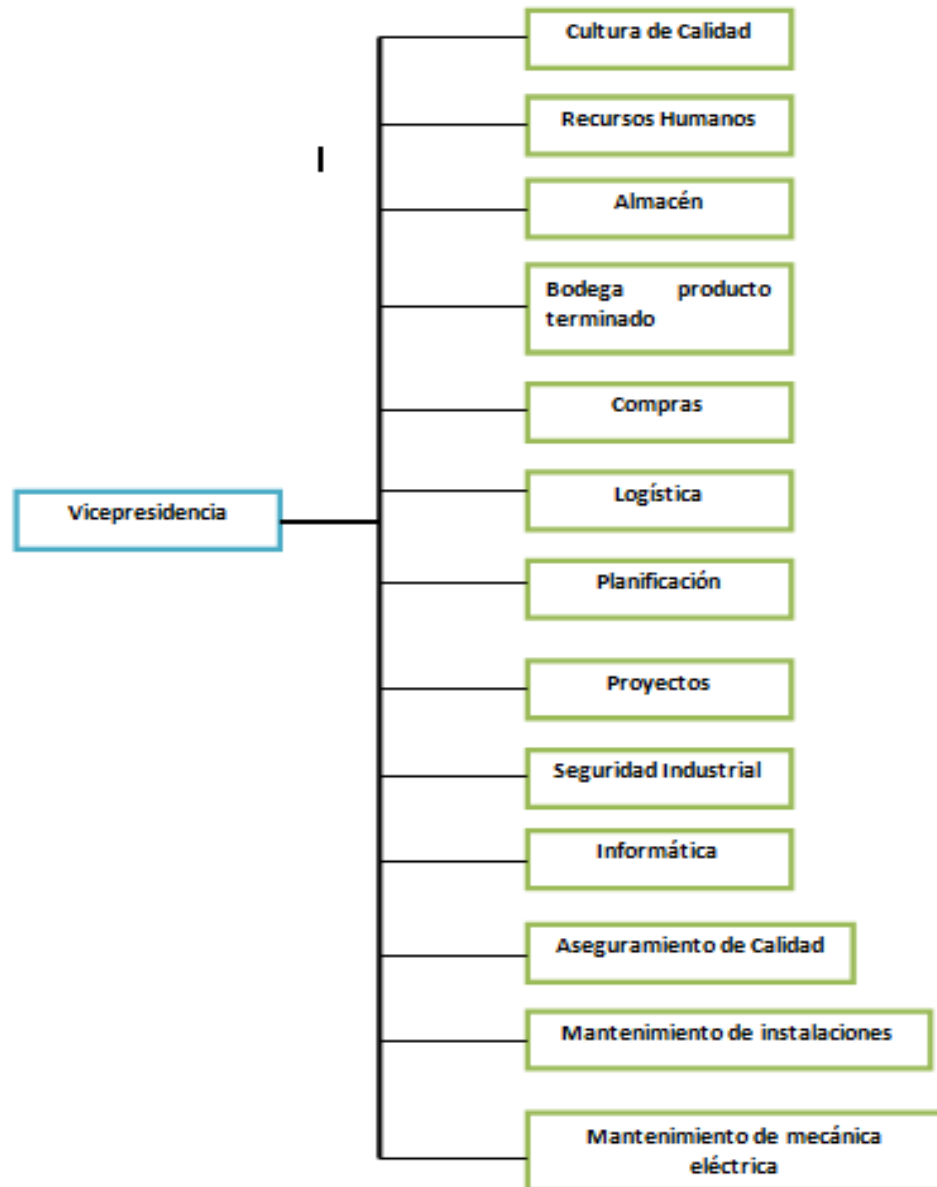 Cultura de Calidad
Recursos Humanos
Almacén
Bodega producto
terminado
Compras
Logística
Vicepresidencia
Planificación
Proyectos
Seguridad Industrial
Informática
Aseguramiento de Calidad
Mantenimiento de instalaciones
Mantenimiento de mecánica
eléctrica